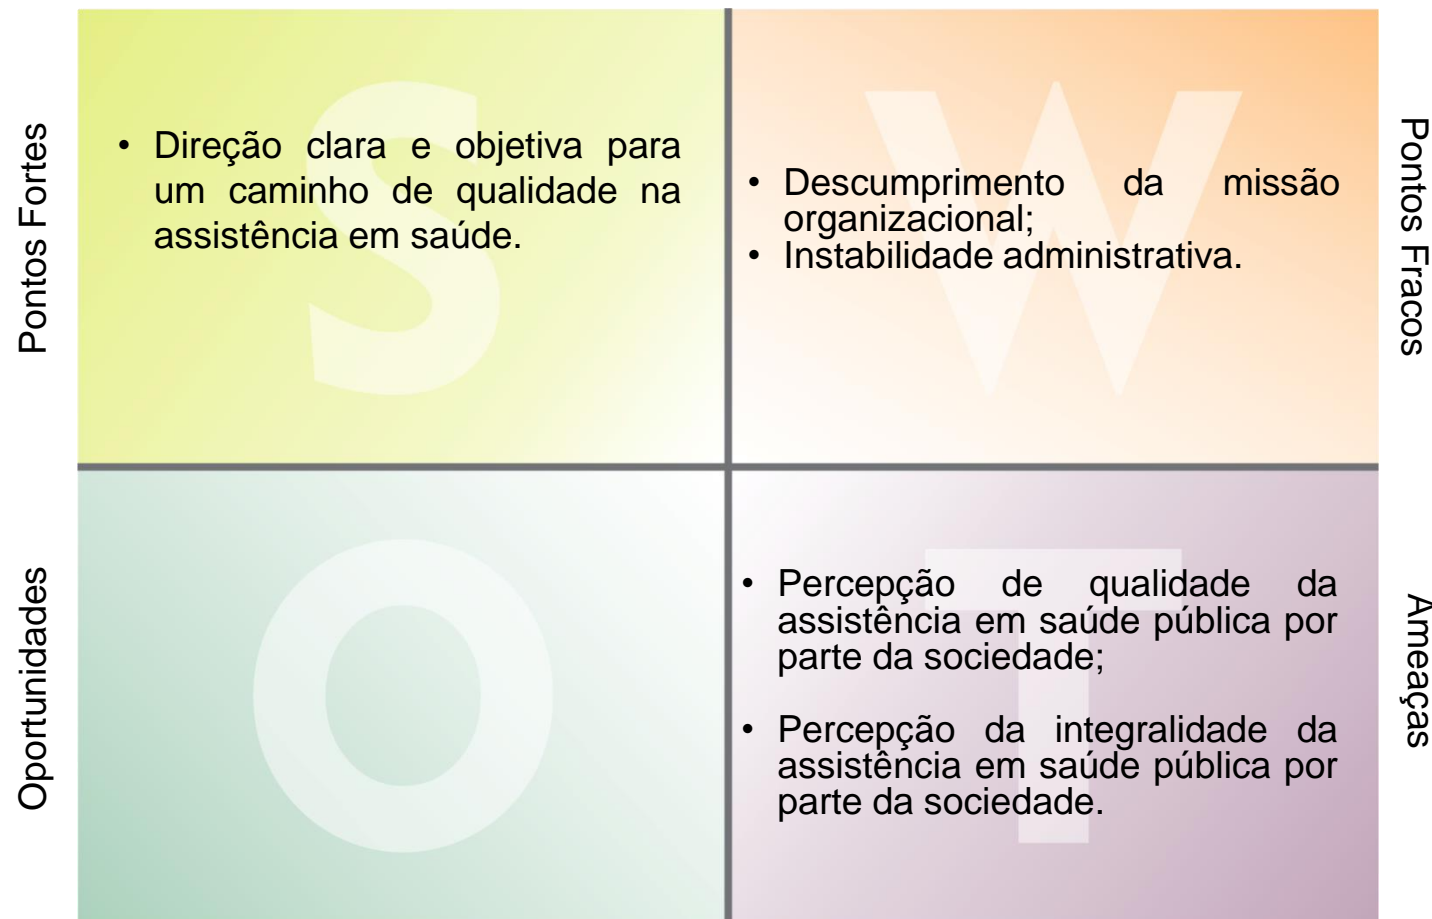 Pontos Fortes
S
• Direção clara e objetiva para
um caminho de qualidade na
assistência em saúde.
W
• Descumprimento da missão
organizacional;
• Instabilidade administrativa.
Pontos Fracos
Oportunidades
O
T
• Percepção de qualidade da
assistência em saúde pública por
parte da sociedade;
• Percepção da integralidade da
assistência em saúde pública por
parte da sociedade.
Ameaças